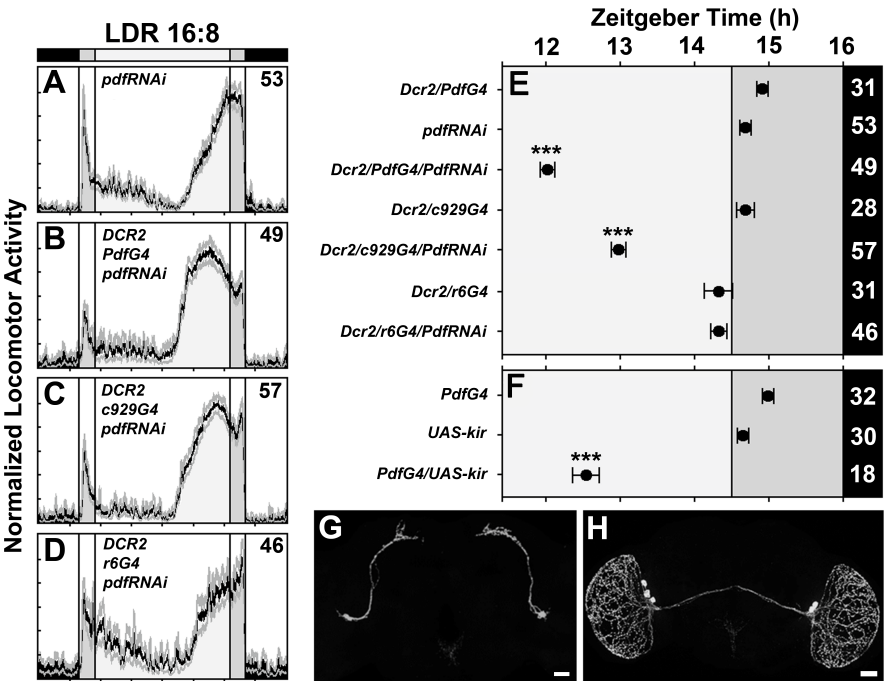 LDR 16:8
Normalized Locomotor Activity
A
pdfRNAi
53
B
DCR2
PdfG4
pdfRNAi
49
C
DCR2
c929G4
pdfRNAi
57
D
DCR2
r6G4
pdfRNAi
46
Zeitgeber Time (h)
12 13 14 15 16
E
Dcr2/PdfG4 31
pdfRNAi 53
Dcr2/PdfG4/PdfRNAi *** 49
Dcr2/c929G4 28
Dcr2/c929G4/PdfRNAi *** 57
Dcr2/r6G4 31
Dcr2/r6G4/PdfRNAi 46
F
PdfG4 32
UAS-kir 30
PdfG4/UAS-kir *** 18
G
H